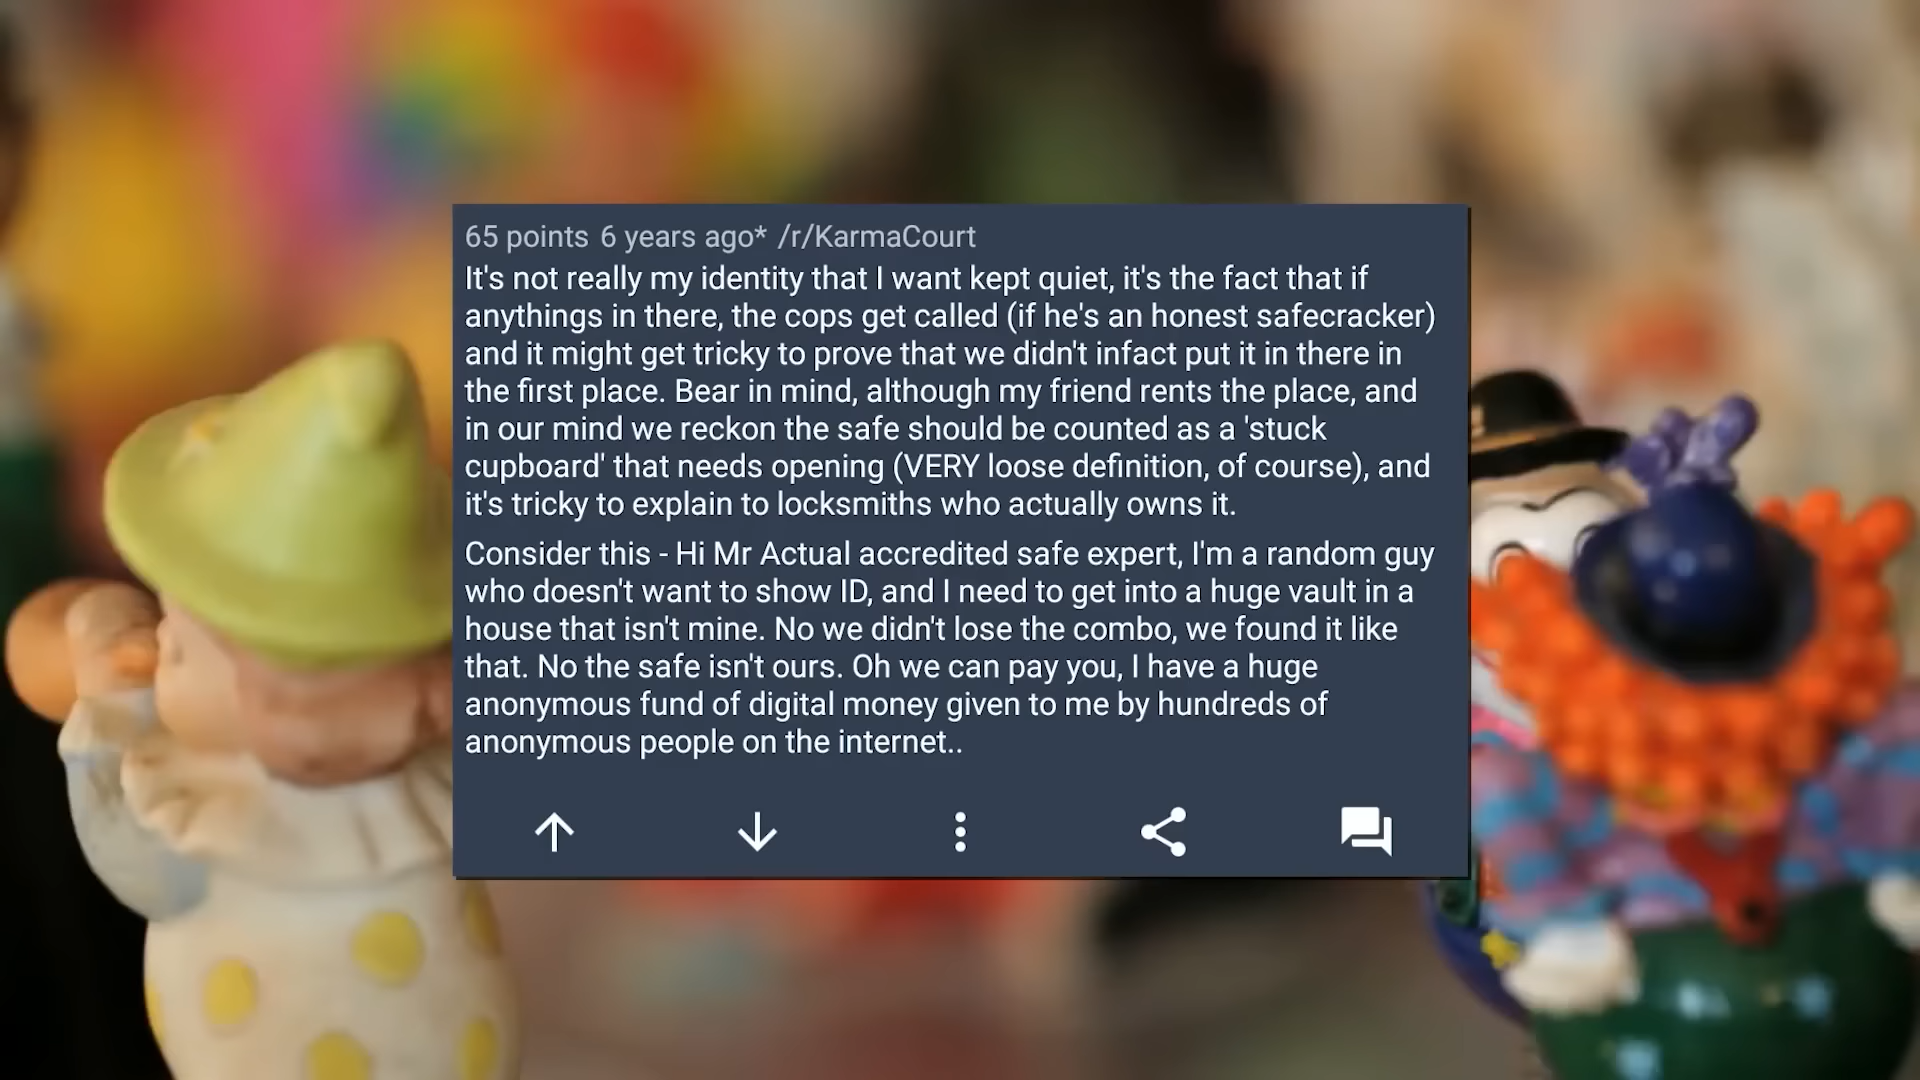 65 points 6 years ago* /r/KarmaCourt
It's not really my identity that I want kept quiet, it's the fact that if
anythings in there, the cops get called (if he's an honest safecracker)
and it might get tricky to prove that we didn't infact put it in there in
the first place. Bear in mind, although my friend rents the place, and
in our mind we reckon the safe should be counted as a 'stuck
cupboard' that needs opening (VERY loose definition, of course), and
it's tricky to explain to locksmiths who actually owns it.
Consider this - Hi Mr Actual accredited safe expert, I'm a random guy
who doesn't want to show ID, and I need to get into a huge vault in a
house that isn't mine. No we didn't lose the combo, we found it like
that. No the safe isn't ours. Oh we can pay you, I have a huge
anonymous fund of digital money given to me by hundreds of
anonymous people on the internet..